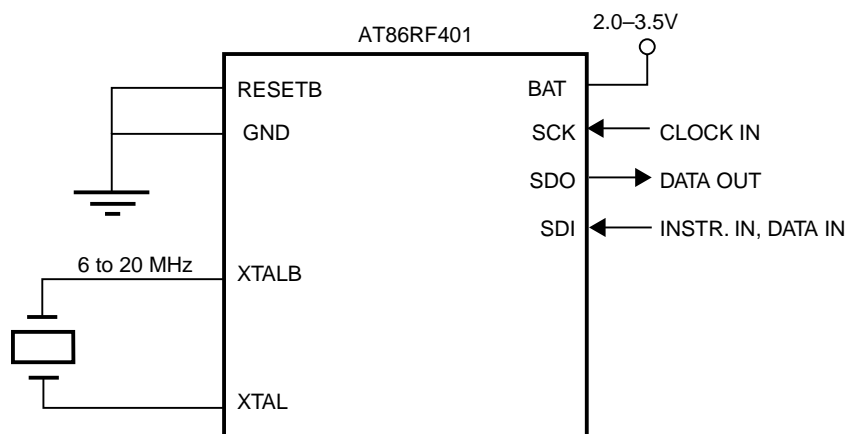 AT86RF401
2.0–3.5V
RESETB
BAT
GND
SCK
CLOCK IN
SDO
DATA OUT
SDI
INSTR. IN, DATA IN
6 to 20 MHz
XTALB
XTAL